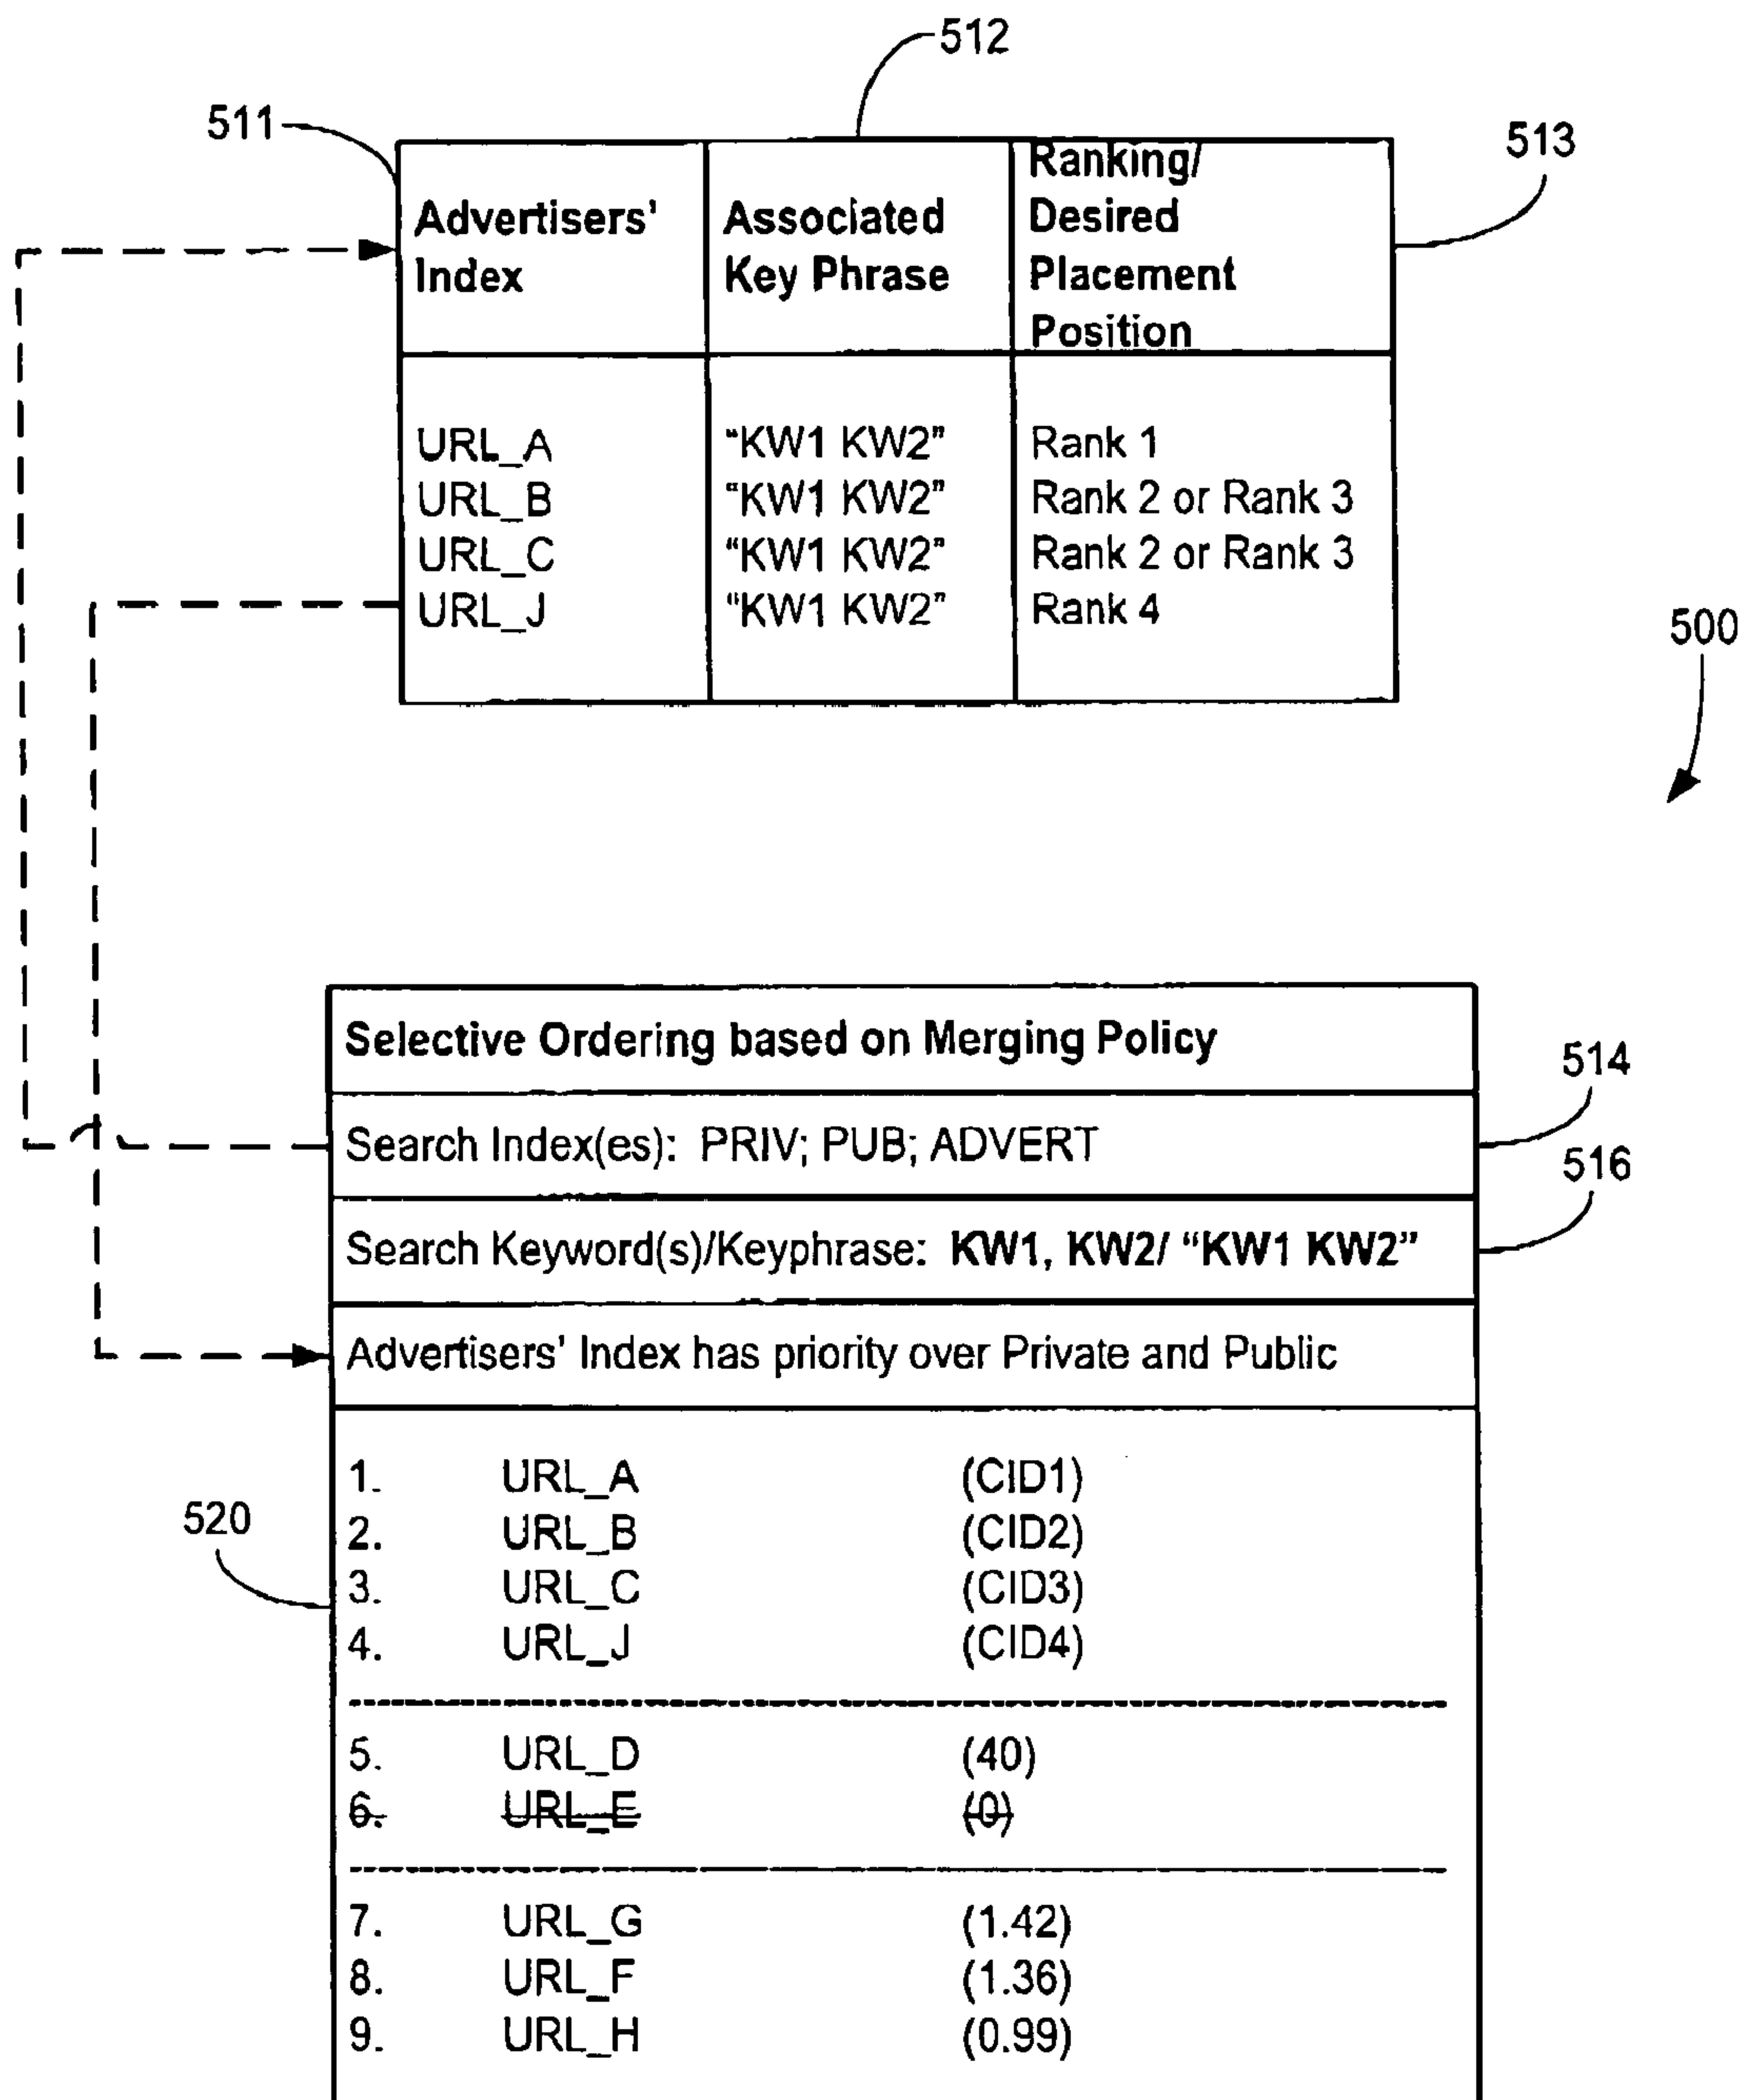 512
511
513
Advertisers'
Index
Associated
Key Phrase
Ranking/
Desired
Placement
Position
URL_A "KW1 KW2" Rank 1
URL_B "KW1 KW2" Rank 2 or Rank 3
URL_C "KW1 KW2" Rank 2 or Rank 3
URL_J "KW1 KW2" Rank 4
500
Selective Ordering based on Merging Policy
514
Search Index(es): PRIV; PUB; ADVERT
516
Search Keyword(s)/Keyphrase: KW1, KW2/ "KW1 KW2"
Advertisers' Index has priority over Private and Public
520
1. URL_A (CID1)
2. URL_B (CID2)
3. URL_C (CID3)
4. URL_J (CID4)
5. URL_D (40)
6. URL_E (0)
7. URL_G (1.42)
8. URL_F (1.36)
9. URL_H (0.99)